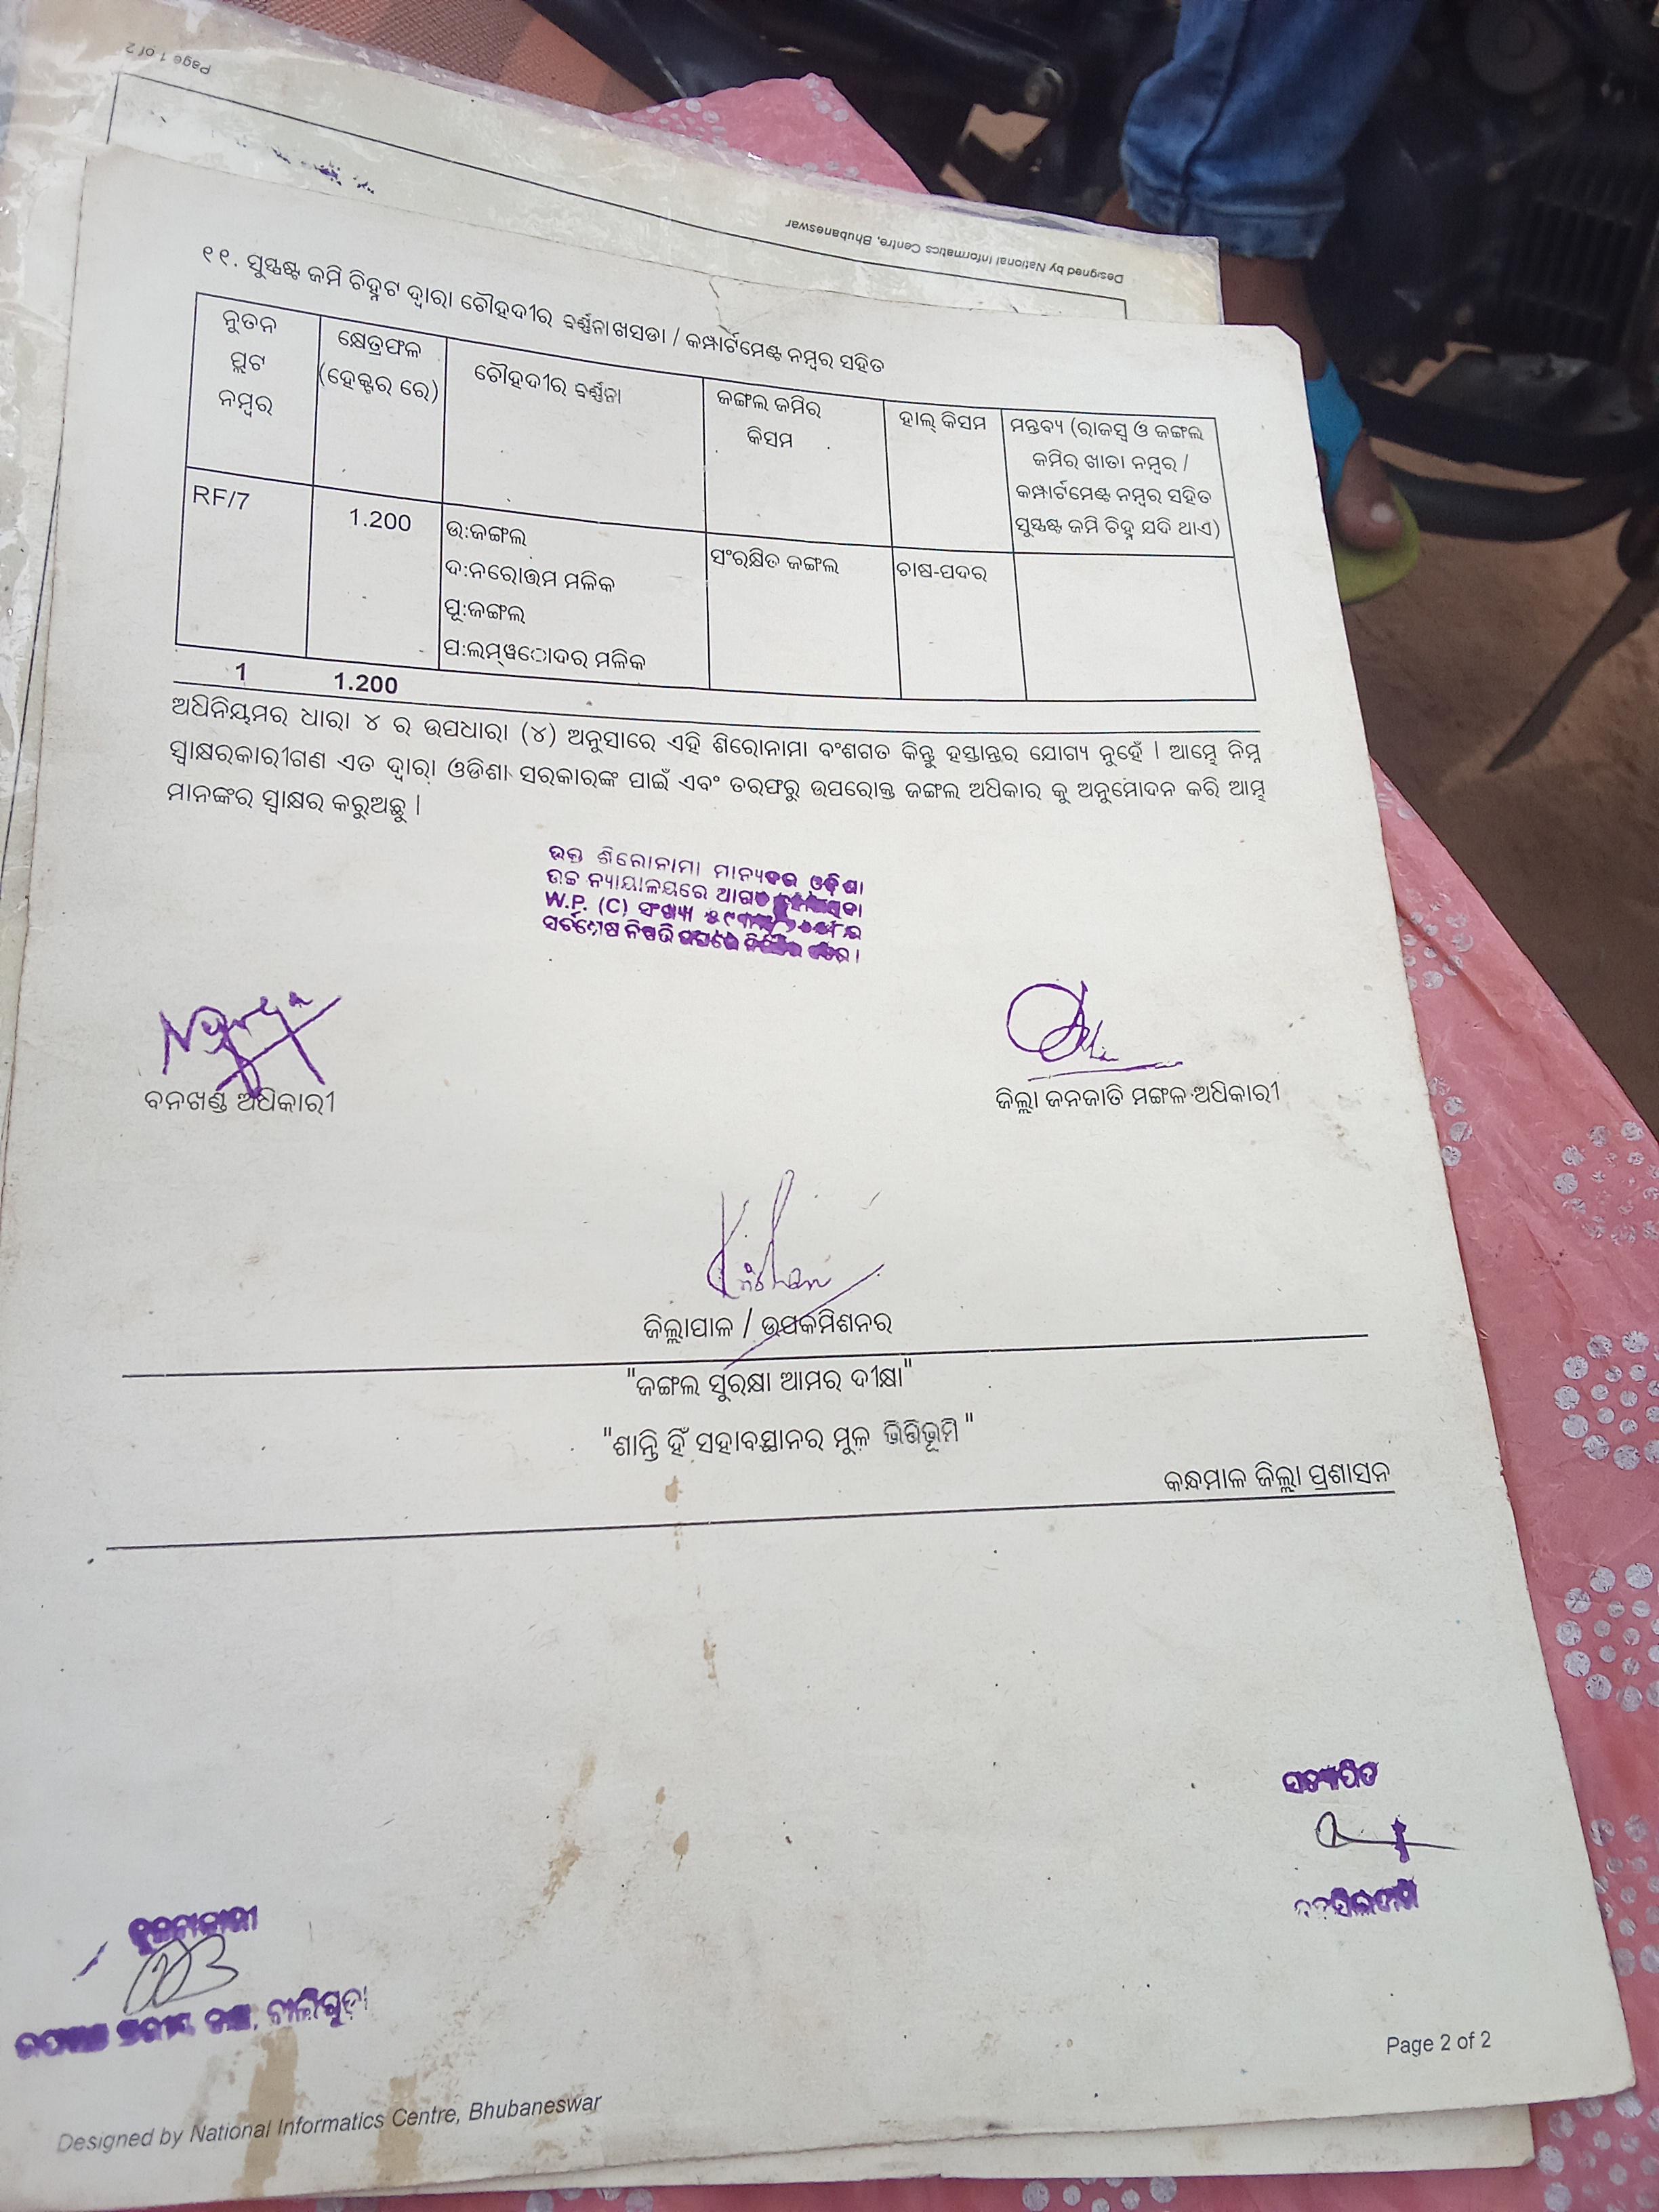 Page 1 of 2
Designed by National Informatics Centre, Bhubaneswar
୧୧. ସୁସ୍ପଷ୍ଟ ଜମି ଚିହ୍ନଟ ଦ୍ୱାରା ଚୌହଦୀର ବର୍ଣ୍ଣନା ଖସଡା / କମ୍ପାର୍ଟମେଣ୍ଟ ନମ୍ବର ସହିତ
ନୁତନ ପ୍ଲଟ ନମ୍ବର
କ୍ଷେତ୍ରଫଳ (ହେକ୍ଟର ରେ)
ଚୌହଦୀର ବର୍ଣ୍ଣନା
ଜଙ୍ଗଲ ଜମିର କିସମ
ହାଲ୍ କିସମ
ମନ୍ତବ୍ୟ (ରାଜସ୍ୱ ଓ ଜଙ୍ଗଲ
ଜମିର ଖାତା ନମ୍ବର /
କମ୍ପାର୍ଟମେଣ୍ଟ ନମ୍ବର ସହିତ
ସୁସ୍ପଷ୍ଟ ଜମି ଚିହ୍ନ ଯଦି ଥାଏ)
RF/7
1.200
ଉ:ଜଙ୍ଗଲ
ଦ:ନରୋତ୍ତମ ମଳିକ
ପୂ:ଜଙ୍ଗଲ
ପ:ଲମ୍ୱୋଦର ମଳିକ
ସଂରକ୍ଷିତ ଜଙ୍ଗଲ
ଚାଷ-ପଦର
1 1.200
ଅଧିନିୟମର ଧାରା ୪ ର ଉପଧାରା (୪) ଅନୁସାରେ ଏହି ଶିରୋନାମା ବଂଶଗତ କିନ୍ତୁ ହସ୍ତାନ୍ତର ଯୋଗ୍ୟ ନୁହେଁ | ଆମ୍ଭେ ନିମ୍ନ
ସ୍ୱାକ୍ଷରକାରୀଗଣ ଏତ ଦ୍ୱାରା ଓଡିଶା ସରକାରଙ୍କ ପାଇଁ ଏବଂ ତରଫରୁ ଉପରୋକ୍ତ ଜଙ୍ଗଲ ଅଧିକାର କୁ ଅନୁମୋଦନ କରି ଆମ୍ଭ
ମାନଙ୍କର ସ୍ୱାକ୍ଷର କରୁଅଛୁ |
ଉକ୍ତ ଶିରୋନାମା ମାନ୍ୟବର ଓଡ଼ିଶା
ଉଚ୍ଚ ନ୍ୟାୟାଳୟରେ ଆଗତ
W.P. (C) ସଂଖ୍ୟା
ସର୍ବଶେଷ ନିଷ୍ପତ୍ତି
ବନଖଣ୍ଡ ଅଧିକାରୀ
ଜିଲ୍ଲା ଜନଜାତି ମଙ୍ଗଳ ଅଧିକାରୀ
ଜିଲ୍ଲାପାଳ / ଉପକମିଶନର
"ଜଙ୍ଗଲ ସୁରକ୍ଷା ଆମର ଦୀକ୍ଷା"
"ଶାନ୍ତି ହିଁ ସହାବସ୍ଥାନର ମୁଳ ଭିତ୍ତିଭୂମି"
କନ୍ଧମାଳ ଜିଲ୍ଲା ପ୍ରଶାସନ
ବାଲିଗୁଡ଼ା
Page 2 of 2
Designed by National Informatics Centre, Bhubaneswar